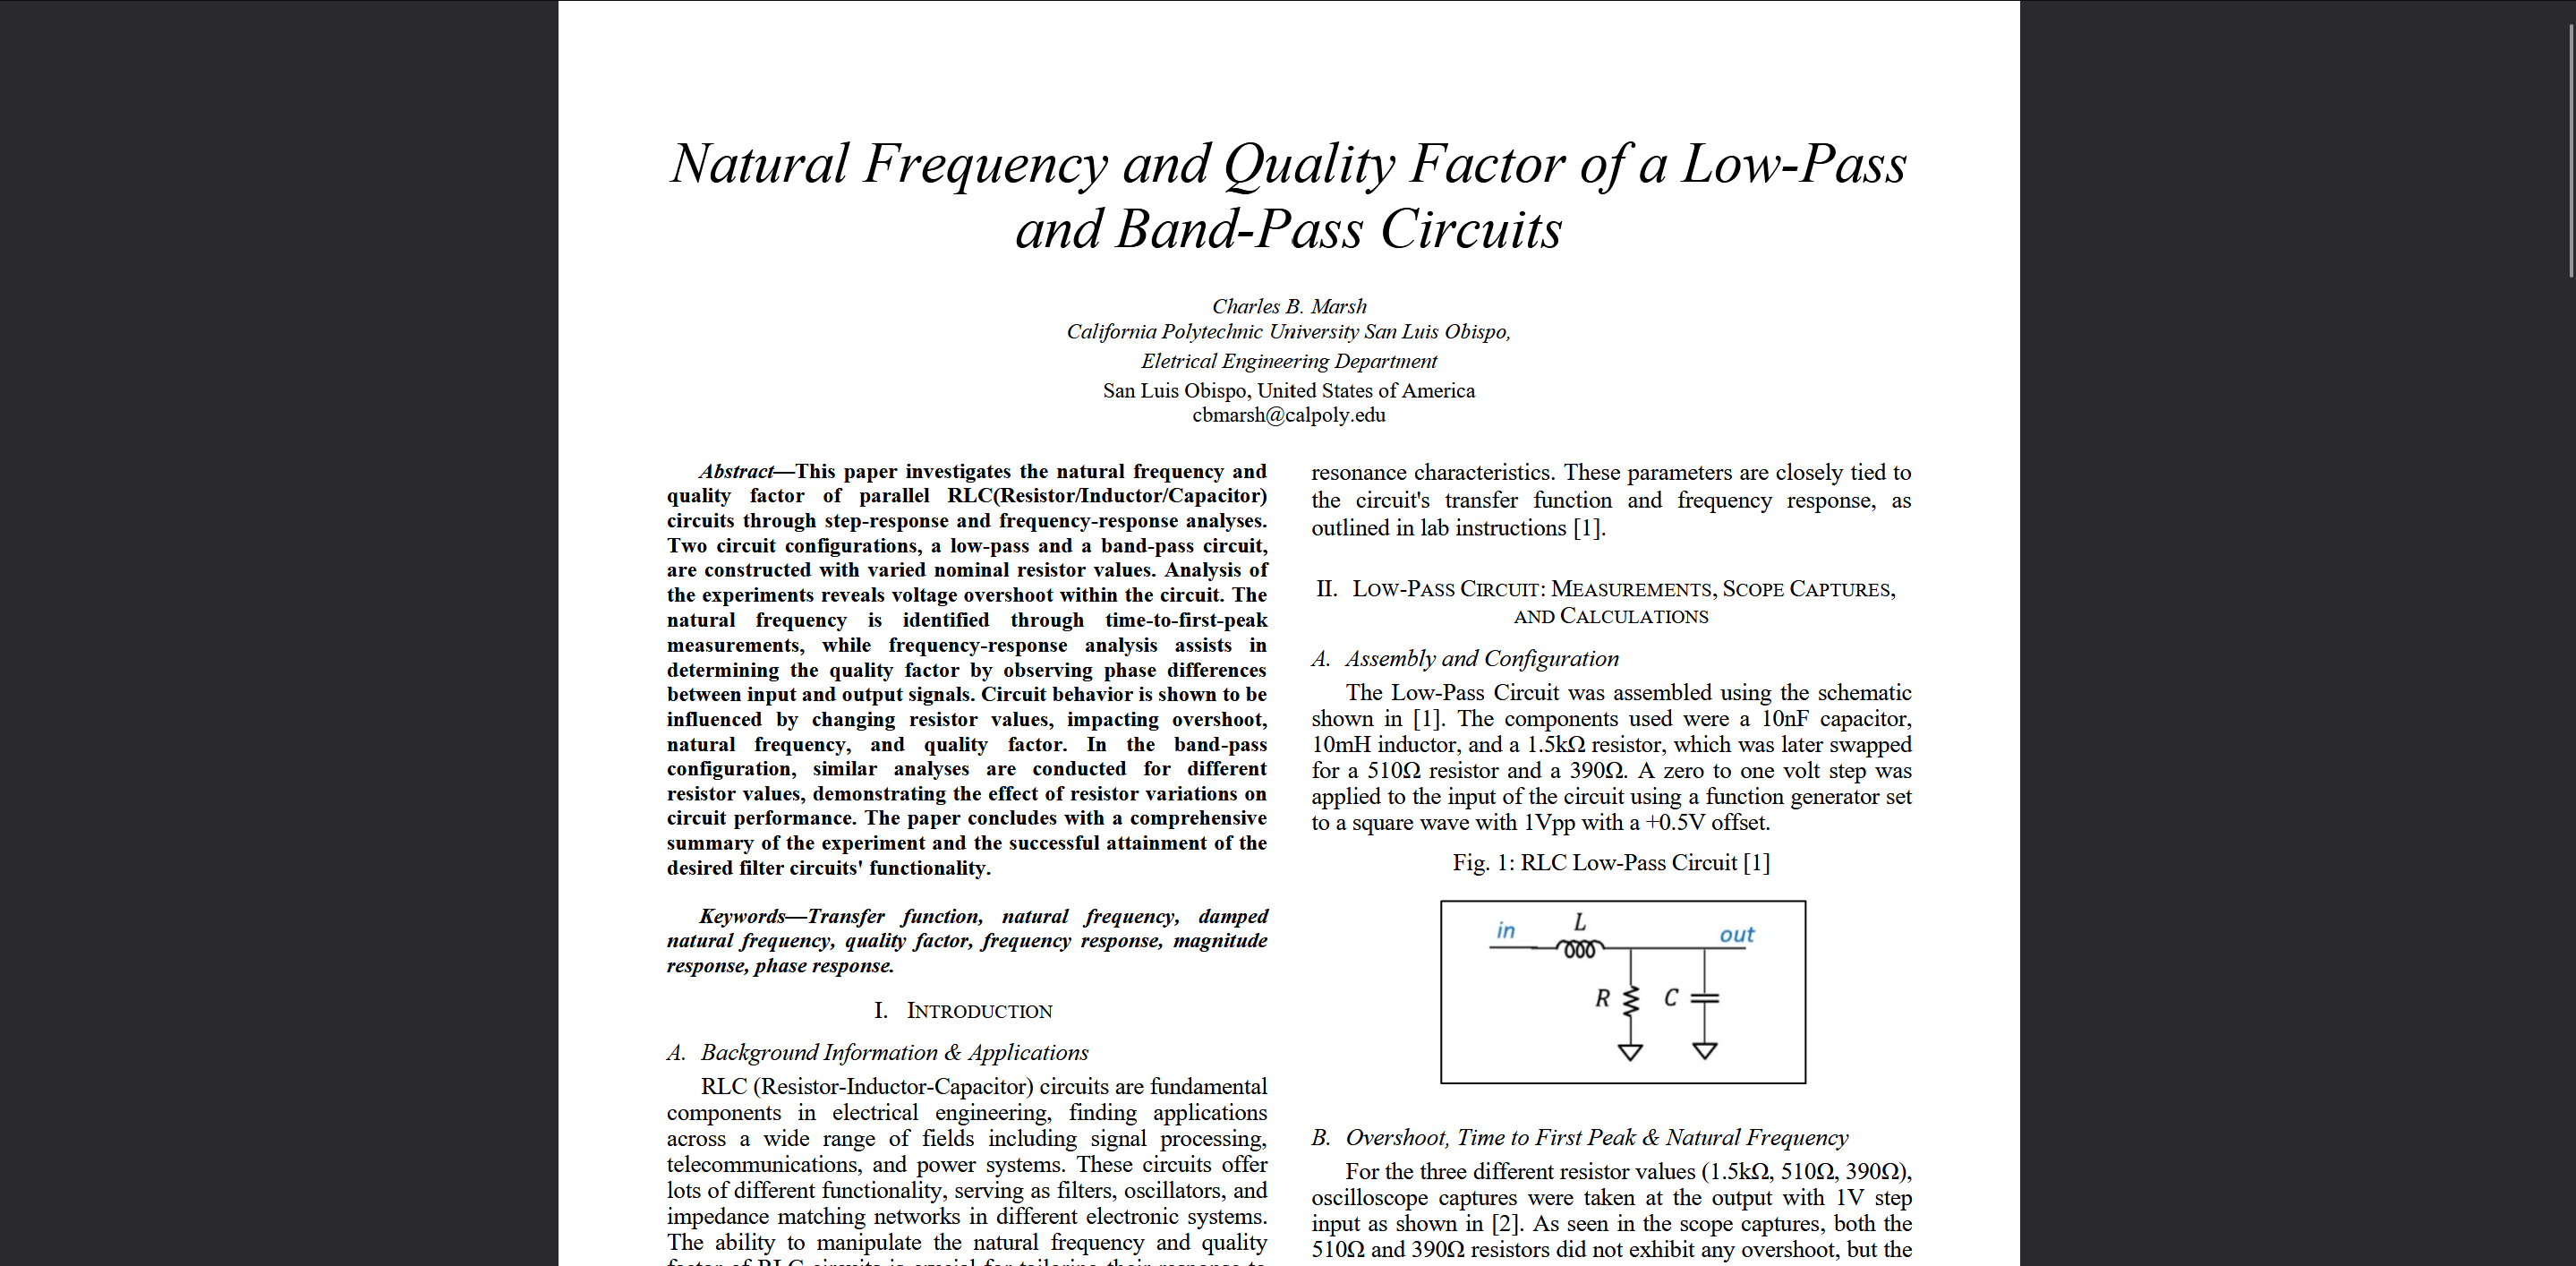 Natural Frequency and Quality Factor of a Low-Pass
and Band-Pass Circuits
Charles B. Marsh
California Polytechnic University San Luis Obispo,
Eletrical Engineering Department
San Luis Obispo, United States of America
cbmarsh@calpoly.edu
Abstract—This paper investigates the natural frequency and
quality factor of parallel RLC(Resistor/Inductor/Capacitor)
circuits through step-response and frequency-response analyses.
Two circuit configurations, a low-pass and a band-pass circuit,
are constructed with varied nominal resistor values. Analysis of
the experiments reveals voltage overshoot within the circuit. The
natural frequency is identified through time-to-first-peak
measurements, while frequency-response analysis assists in
determining the quality factor by observing phase differences
between input and output signals. Circuit behavior is shown to be
influenced by changing resistor values, impacting overshoot,
natural frequency, and quality factor. In the band-pass
configuration, similar analyses are conducted for different
resistor values, demonstrating the effect of resistor variations on
circuit performance. The paper concludes with a comprehensive
summary of the experiment and the successful attainment of the
desired filter circuits' functionality.
Keywords—Transfer function, natural frequency, damped
natural frequency, quality factor, frequency response, magnitude
response, phase response.
I. INTRODUCTION
A. Background Information & Applications
RLC (Resistor-Inductor-Capacitor) circuits are fundamental
components in electrical engineering, finding applications
across a wide range of fields including signal processing,
telecommunications, and power systems. These circuits offer
lots of different functionality, serving as filters, oscillators, and
impedance matching networks in different electronic systems.
The ability to manipulate the natural frequency and quality
resonance characteristics. These parameters are closely tied to
the circuit's transfer function and frequency response, as
outlined in lab instructions [1].
II. LOW-PASS CIRCUIT: MEASUREMENTS, SCOPE CAPTURES,
AND CALCULATIONS
A. Assembly and Configuration
The Low-Pass Circuit was assembled using the schematic
shown in [1]. The components used were a 10nF capacitor,
10mH inductor, and a 1.5kΩ resistor, which was later swapped
for a 510Ω resistor and a 390Ω. A zero to one volt step was
applied to the input of the circuit using a function generator set
to a square wave with 1Vpp with a +0.5V offset.
Fig. 1: RLC Low-Pass Circuit [1]
in L out
R C
B. Overshoot, Time to First Peak & Natural Frequency
For the three different resistor values (1.5kΩ, 510Ω, 390Ω),
oscilloscope captures were taken at the output with 1V step
input as shown in [2]. As seen in the scope captures, both the
510Ω and 390Ω resistors did not exhibit any overshoot, but the